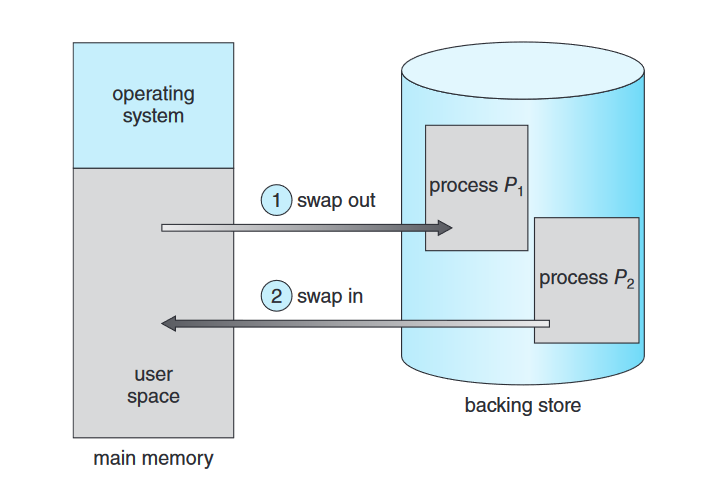 operating
system
1 swap out
process P1
process P2
2 swap in
user
space
backing store
main memory